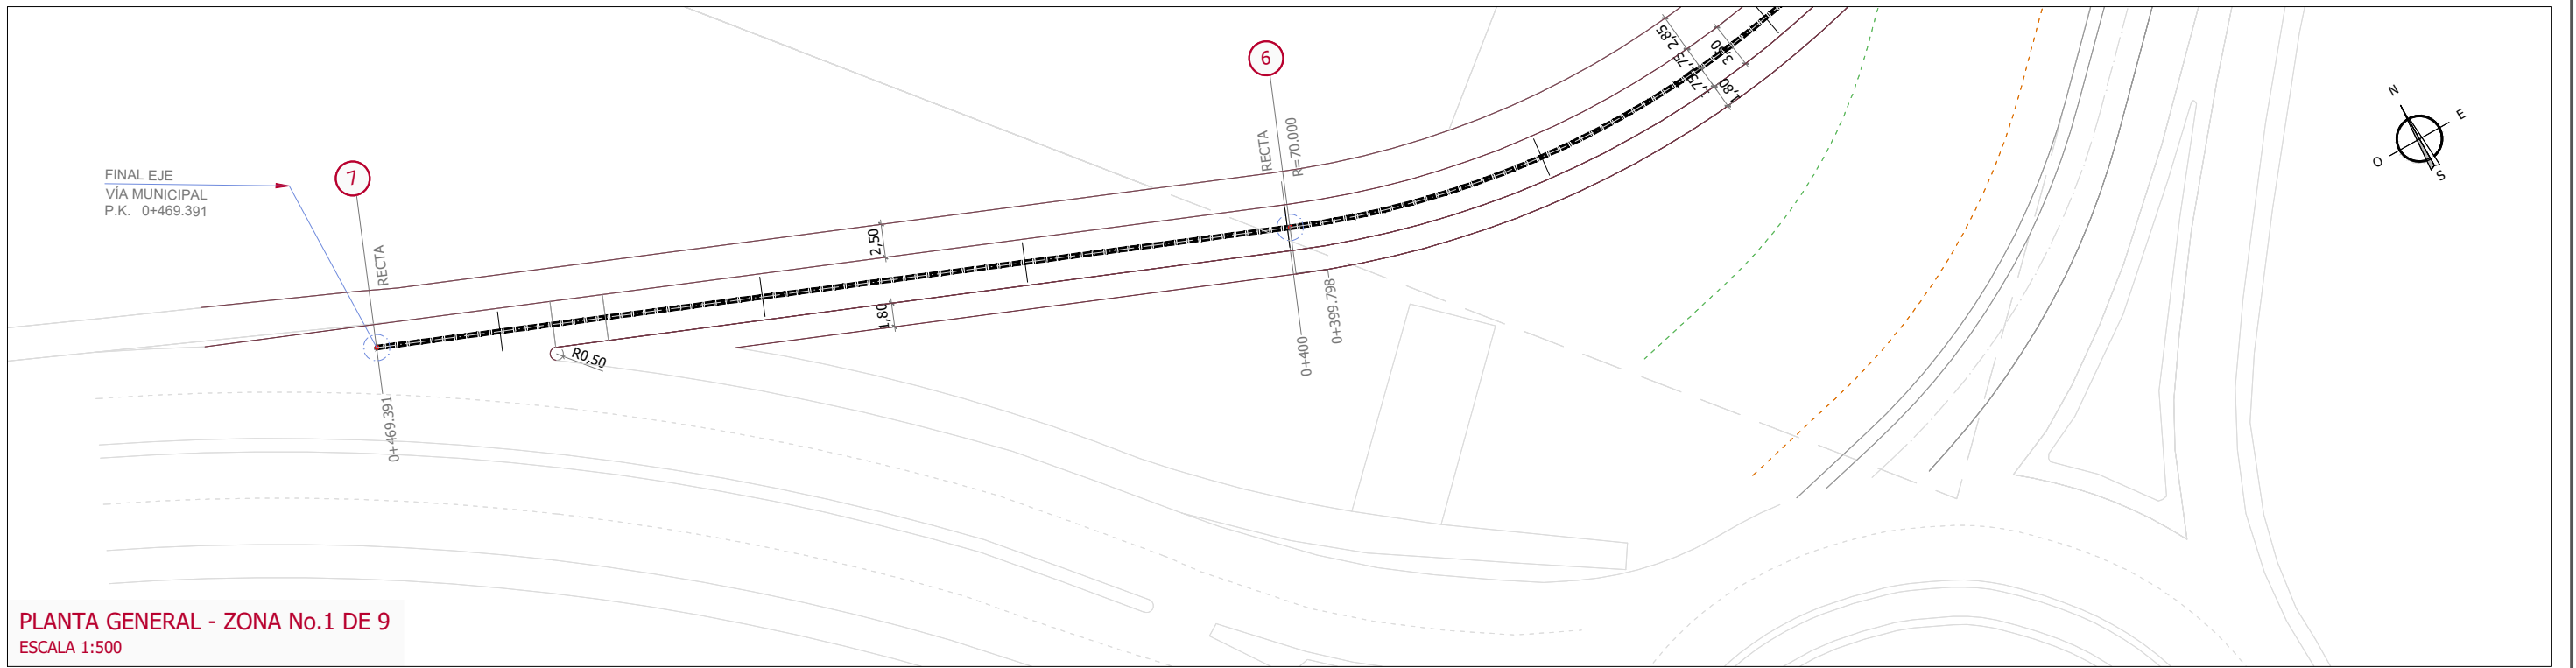 FINAL EJE
VÍA MUNICIPAL
P.K. 0+469.391
7
RECTA
0+469.391
2,50
1,80
R0,50
6
RECTA
R=70.000
0+400
0+399.798
2,85
1,80
N
E
O
S
PLANTA GENERAL - ZONA No.1 DE 9
ESCALA 1:500